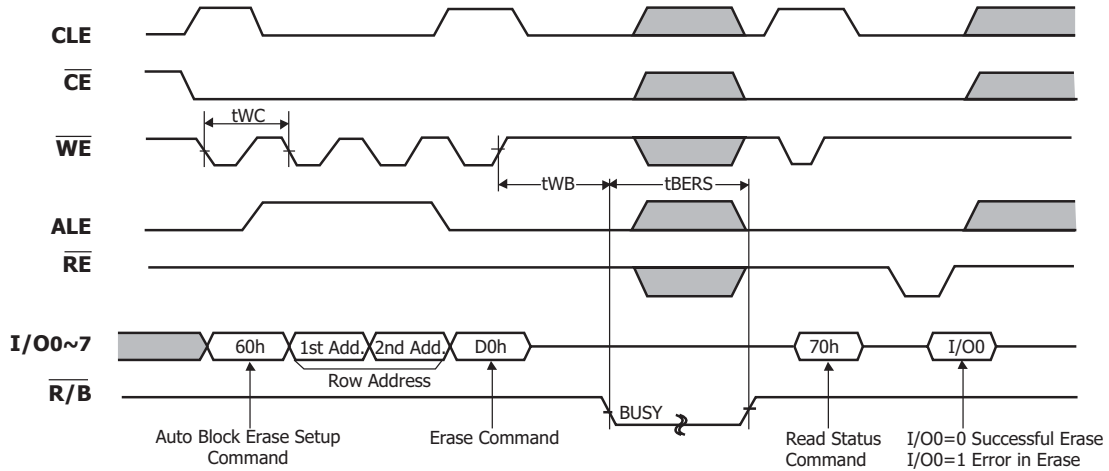 CLE
CE
tWC
WE
tWB
tBERS
ALE
RE
I/O0~7
60h
1st Add.
2nd Add.
D0h
70h
I/O0
Row Address
R/B
BUSY
Auto Block Erase Setup
Command
Erase Command
Read Status
Command
I/O0=0 Successful Erase
I/O0=1 Error in Erase